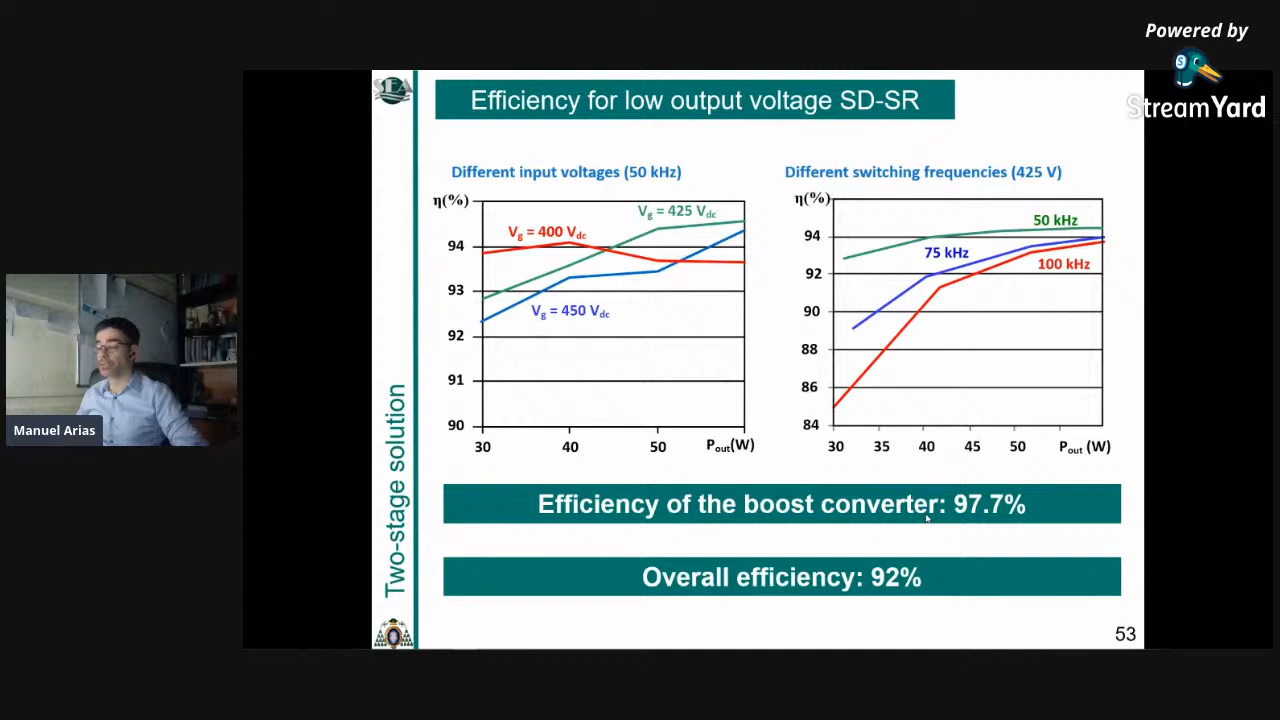 Powered by
StreamYard
SEA
Efficiency for low output voltage SD-SR
Different input voltages (50 kHz)
η(%)
94
93
92
91
90
30
40
50
Pout(W)
Vg = 400 Vdc
Vg = 425 Vdc
Vg = 450 Vdc
Different switching frequencies (425 V)
η(%)
94
92
90
88
86
84
30
35
40
45
50
Pout (W)
50 kHz
75 kHz
100 kHz
Two-stage solution
Efficiency of the boost converter: 97.7%
Overall efficiency: 92%
53
Manuel Arias